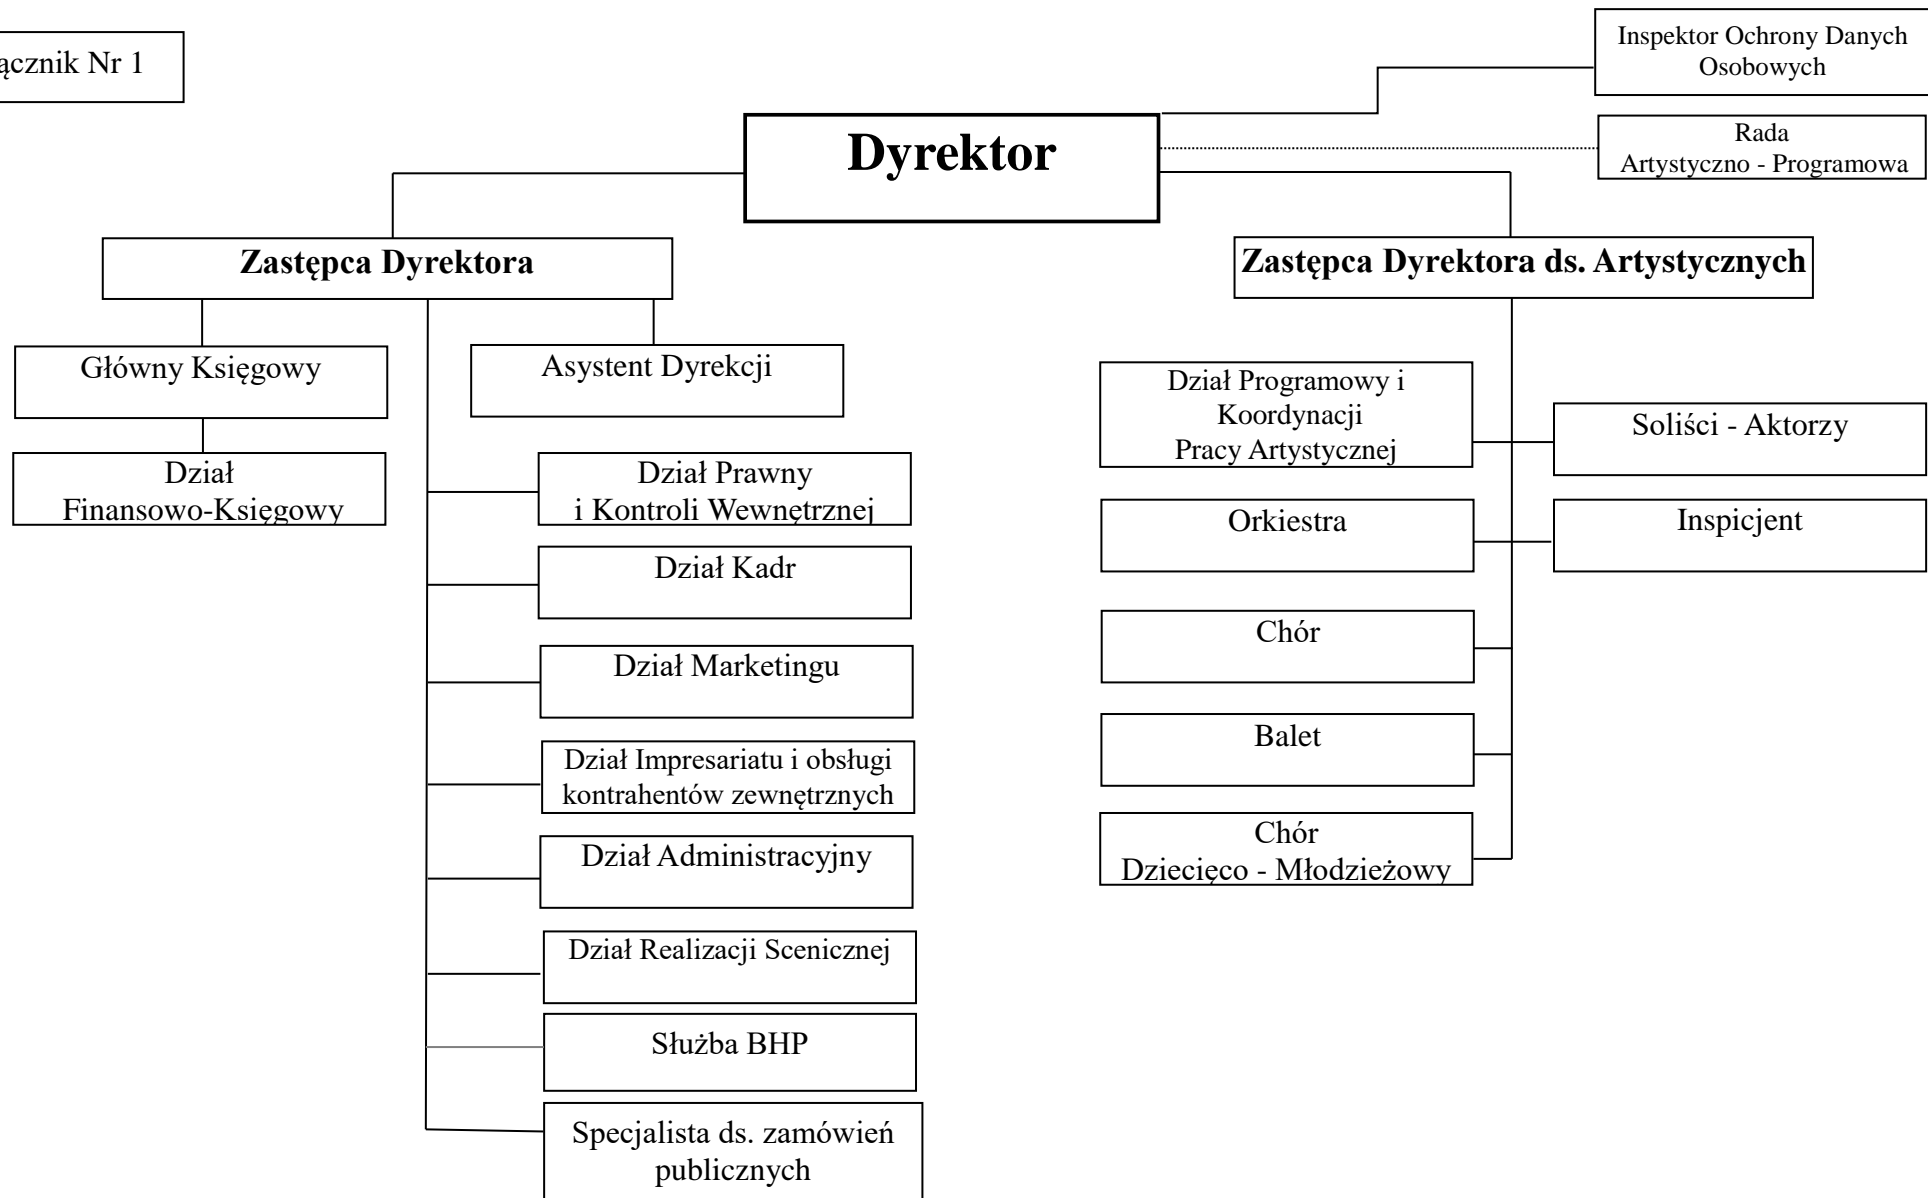 ącznik Nr 1
Inspektor Ochrony Danych
Osobowych
Dyrektor
Rada
Artystyczno - Programowa
Zastępca Dyrektora
Zastępca Dyrektora ds. Artystycznych
Główny Księgowy
Asystent Dyrekcji
Dział
Finansowo-Księgowy
Dział Prawny
i Kontroli Wewnętrznej
Dział Kadr
Dział Marketingu
Dział Impresariatu i obsługi
kontrahentów zewnętrznych
Dział Administracyjny
Dział Realizacji Scenicznej
Służba BHP
Specjalista ds. zamówień
publicznych
Dział Programowy i
Koordynacji
Pracy Artystycznej
Soliści - Aktorzy
Orkiestra
Inspicjent
Chór
Balet
Chór
Dziecięco - Młodzieżowy